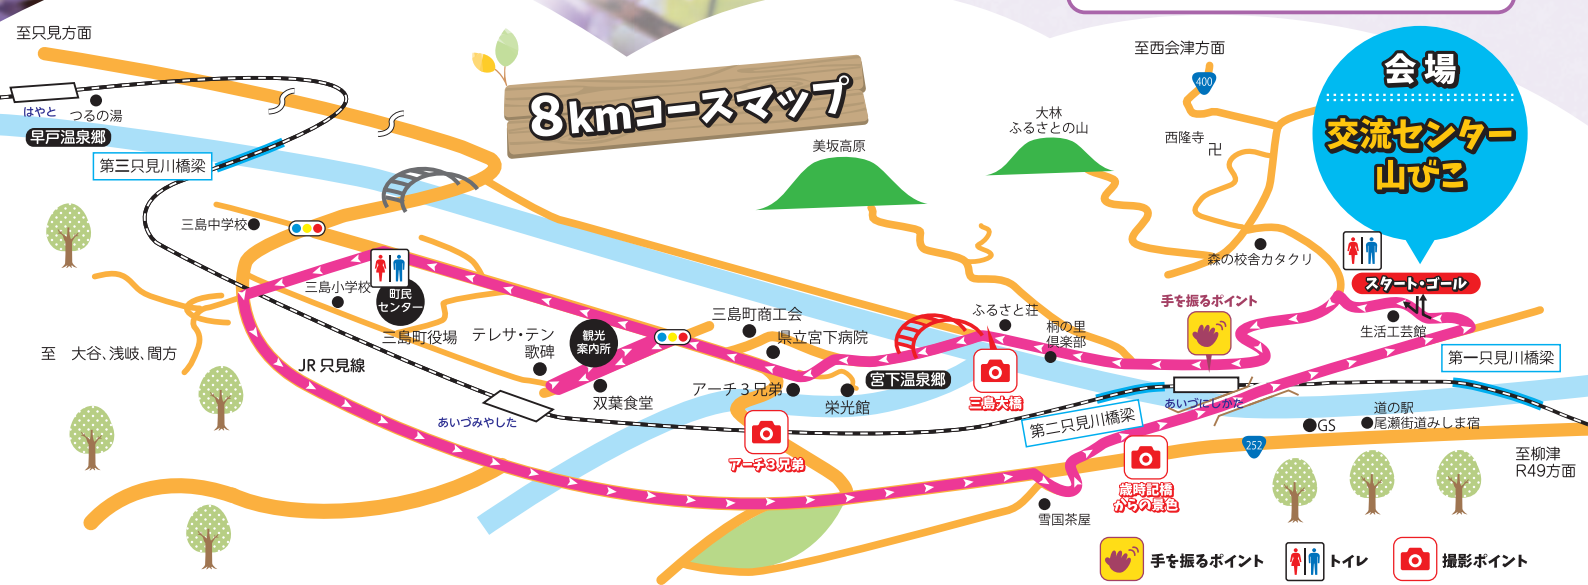 至只見方面
はやと
つるの湯
早戸温泉郷
第三只見川橋梁
8kmコースマップ
美坂高原
大林
ふるさとの山
至西会津方面
400
西隆寺
会場
交流センター
山びこ
三島中学校
森の校舎カタクリ
スタート・ゴール
手を振るポイント
生活工芸館
三島小学校
町民
センター
三島町役場
テレサ・テン
歌碑
観光
案内所
三島町商工会
県立宮下病院
ふるさと荘
桐の里
倶楽部
至 大谷、浅岐、間方
JR 只見線
双葉食堂
アーチ3兄弟
栄光館
宮下温泉郷
三島大橋
あいづみやした
あいづにしかた
第一只見川橋梁
第二只見川橋梁
道の駅
尾瀬街道みしま宿
GS
252
至柳津
R49方面
アーチ3兄弟
歳時記橋
からの景色
雪国茶屋
手を振るポイント
トイレ
撮影ポイント